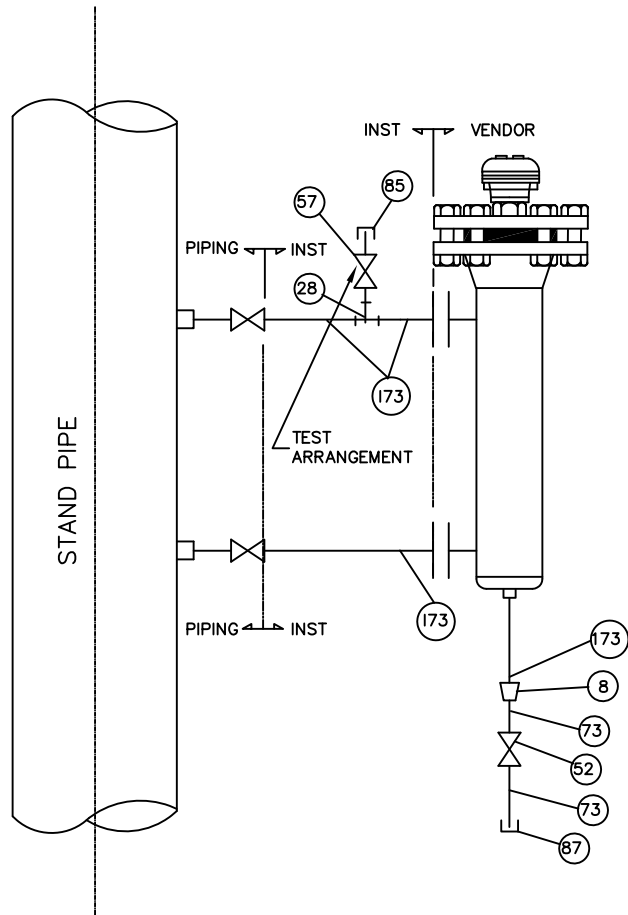 INST VENDOR
85
57
PIPING INST
28
173
TEST
ARRANGEMENT
STAND PIPE
173
PIPING INST
173
8
73
52
73
87